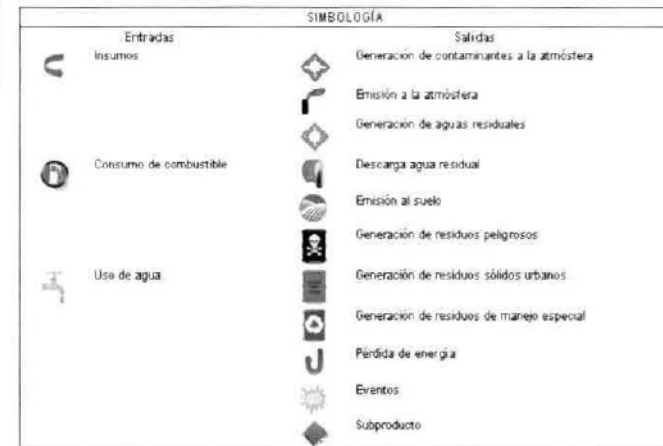 SIMBOLOGÍA
Entradas
Salidas
Insumos
Generación de contaminantes a la atmósfera
Emisión a la atmósfera
Generación de aguas residuales
Consumo de combustible
Descarga agua residual
Emisión al suelo
Generación de residuos peligrosos
Uso de agua
Generación de residuos sólidos urbanos
Generación de residuos de manejo especial
Pérdida de energía
Eventos
Subproducto